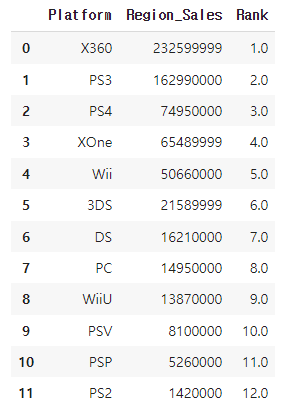 Platform Region_Sales Rank
0 X360 232599999 1.0
1 PS3 162990000 2.0
2 PS4 74950000 3.0
3 XOne 65489999 4.0
4 Wii 50660000 5.0
5 3DS 21589999 6.0
6 DS 16210000 7.0
7 PC 14950000 8.0
8 WiiU 13870000 9.0
9 PSV 8100000 10.0
10 PSP 5260000 11.0
11 PS2 1420000 12.0